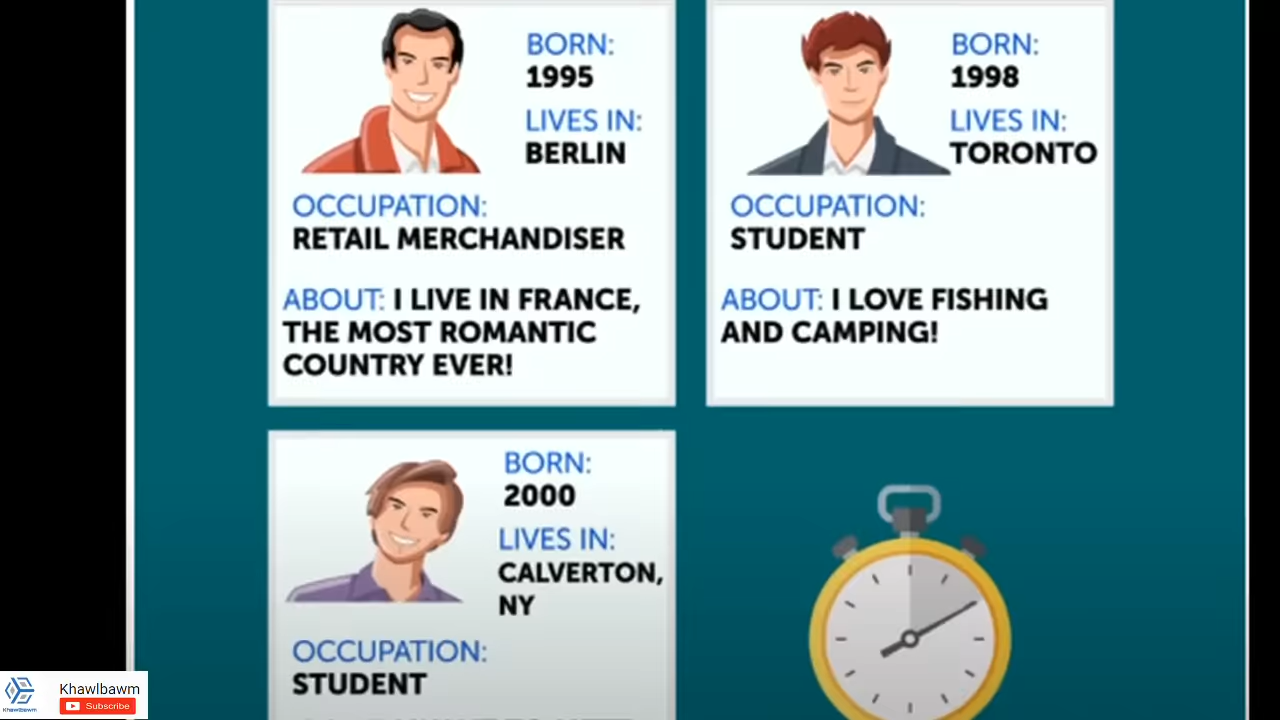 BORN:
1995
LIVES IN:
BERLIN
OCCUPATION:
RETAIL MERCHANDISER
ABOUT: I LIVE IN FRANCE,
THE MOST ROMANTIC
COUNTRY EVER!
BORN:
1998
LIVES IN:
TORONTO
OCCUPATION:
STUDENT
ABOUT: I LOVE FISHING
AND CAMPING!
BORN:
2000
LIVES IN:
CALVERTON,
NY
OCCUPATION:
STUDENT
Khawlbawm
Subscribe
Khawlbawm